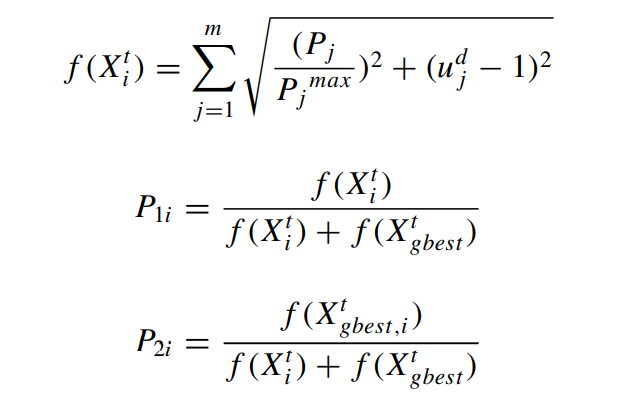 f(X_i^t) = \sum_{j=1}^{m} \sqrt{(\frac{P_j}{P_j^{max}})^2 + (u_j^d - 1)^2}
P_{1i} = \frac{f(X_i^t)}{f(X_i^t) + f(X_{gbest}^t)}
P_{2i} = \frac{f(X_{gbest,i}^t)}{f(X_i^t) + f(X_{gbest}^t)}